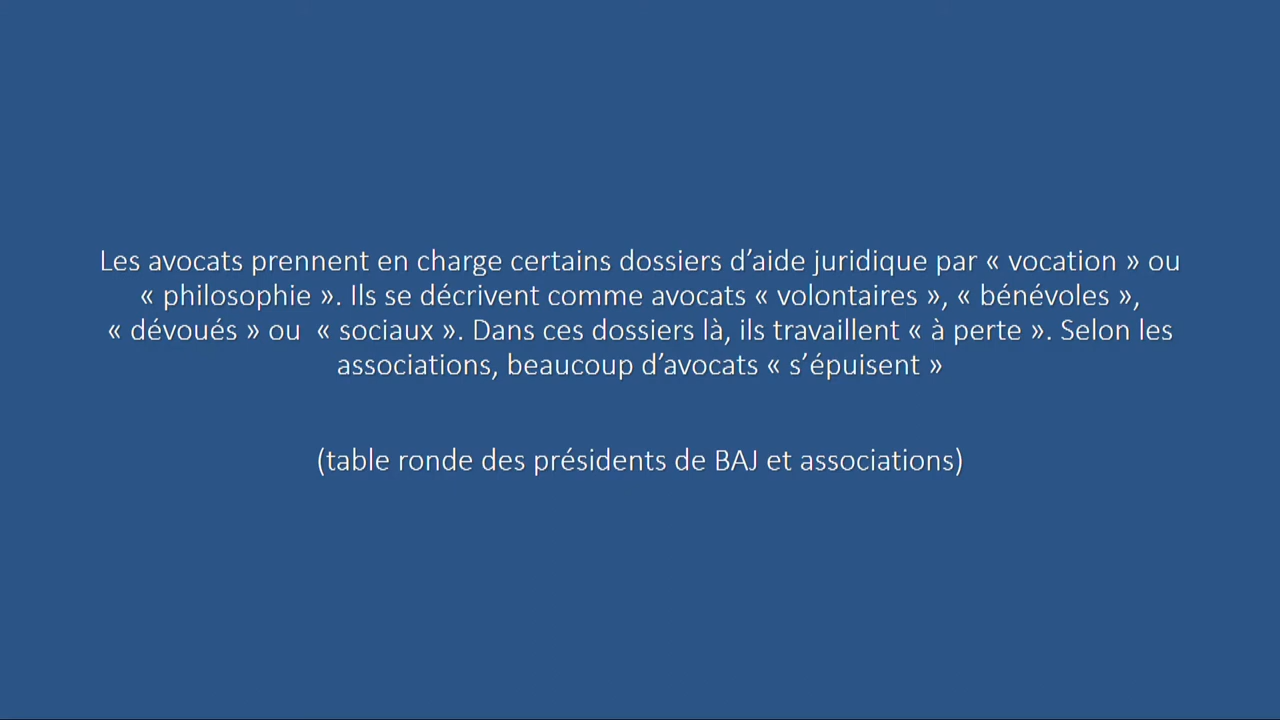 Les avocats prennent en charge certains dossiers d’aide juridique par « vocation » ou
« philosophie ». Ils se décrivent comme avocats « volontaires », « bénévoles »,
« dévoués » ou  « sociaux ». Dans ces dossiers là, ils travaillent « à perte ». Selon les
associations, beaucoup d’avocats « s’épuisent »
(table ronde des présidents de BAJ et associations)